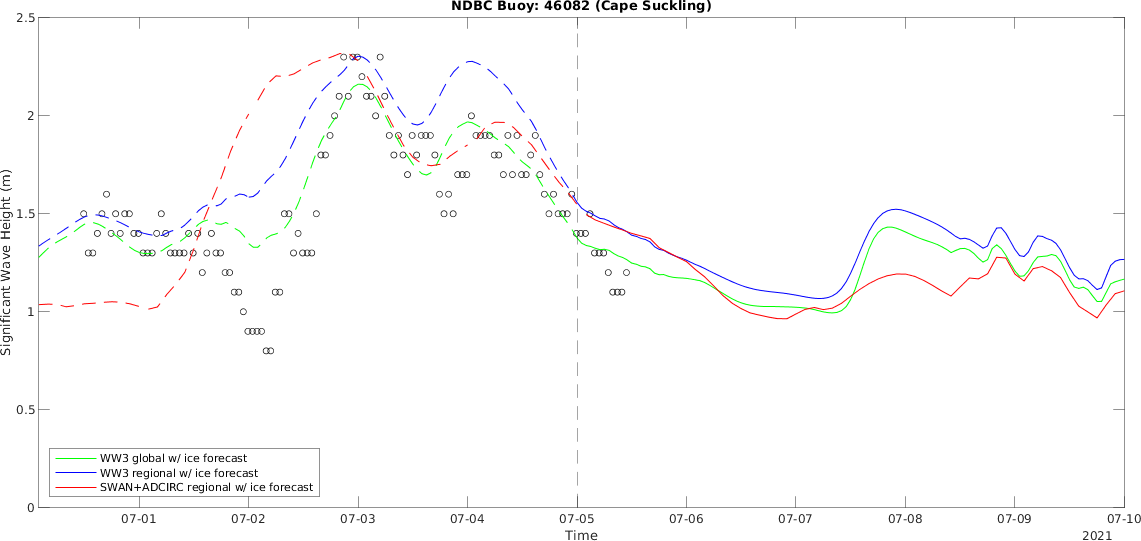 NDBC Buoy: 46082 (Cape Suckling)
2.5
2
1.5
1
0.5
0
Significant Wave Height (m)
WW3 global w/ ice forecast
WW3 regional w/ ice forecast
SWAN+ADCIRC regional w/ ice forecast
07-01 07-02 07-03 07-04 07-05 07-06 07-07 07-08 07-09 07-10
Time
2021